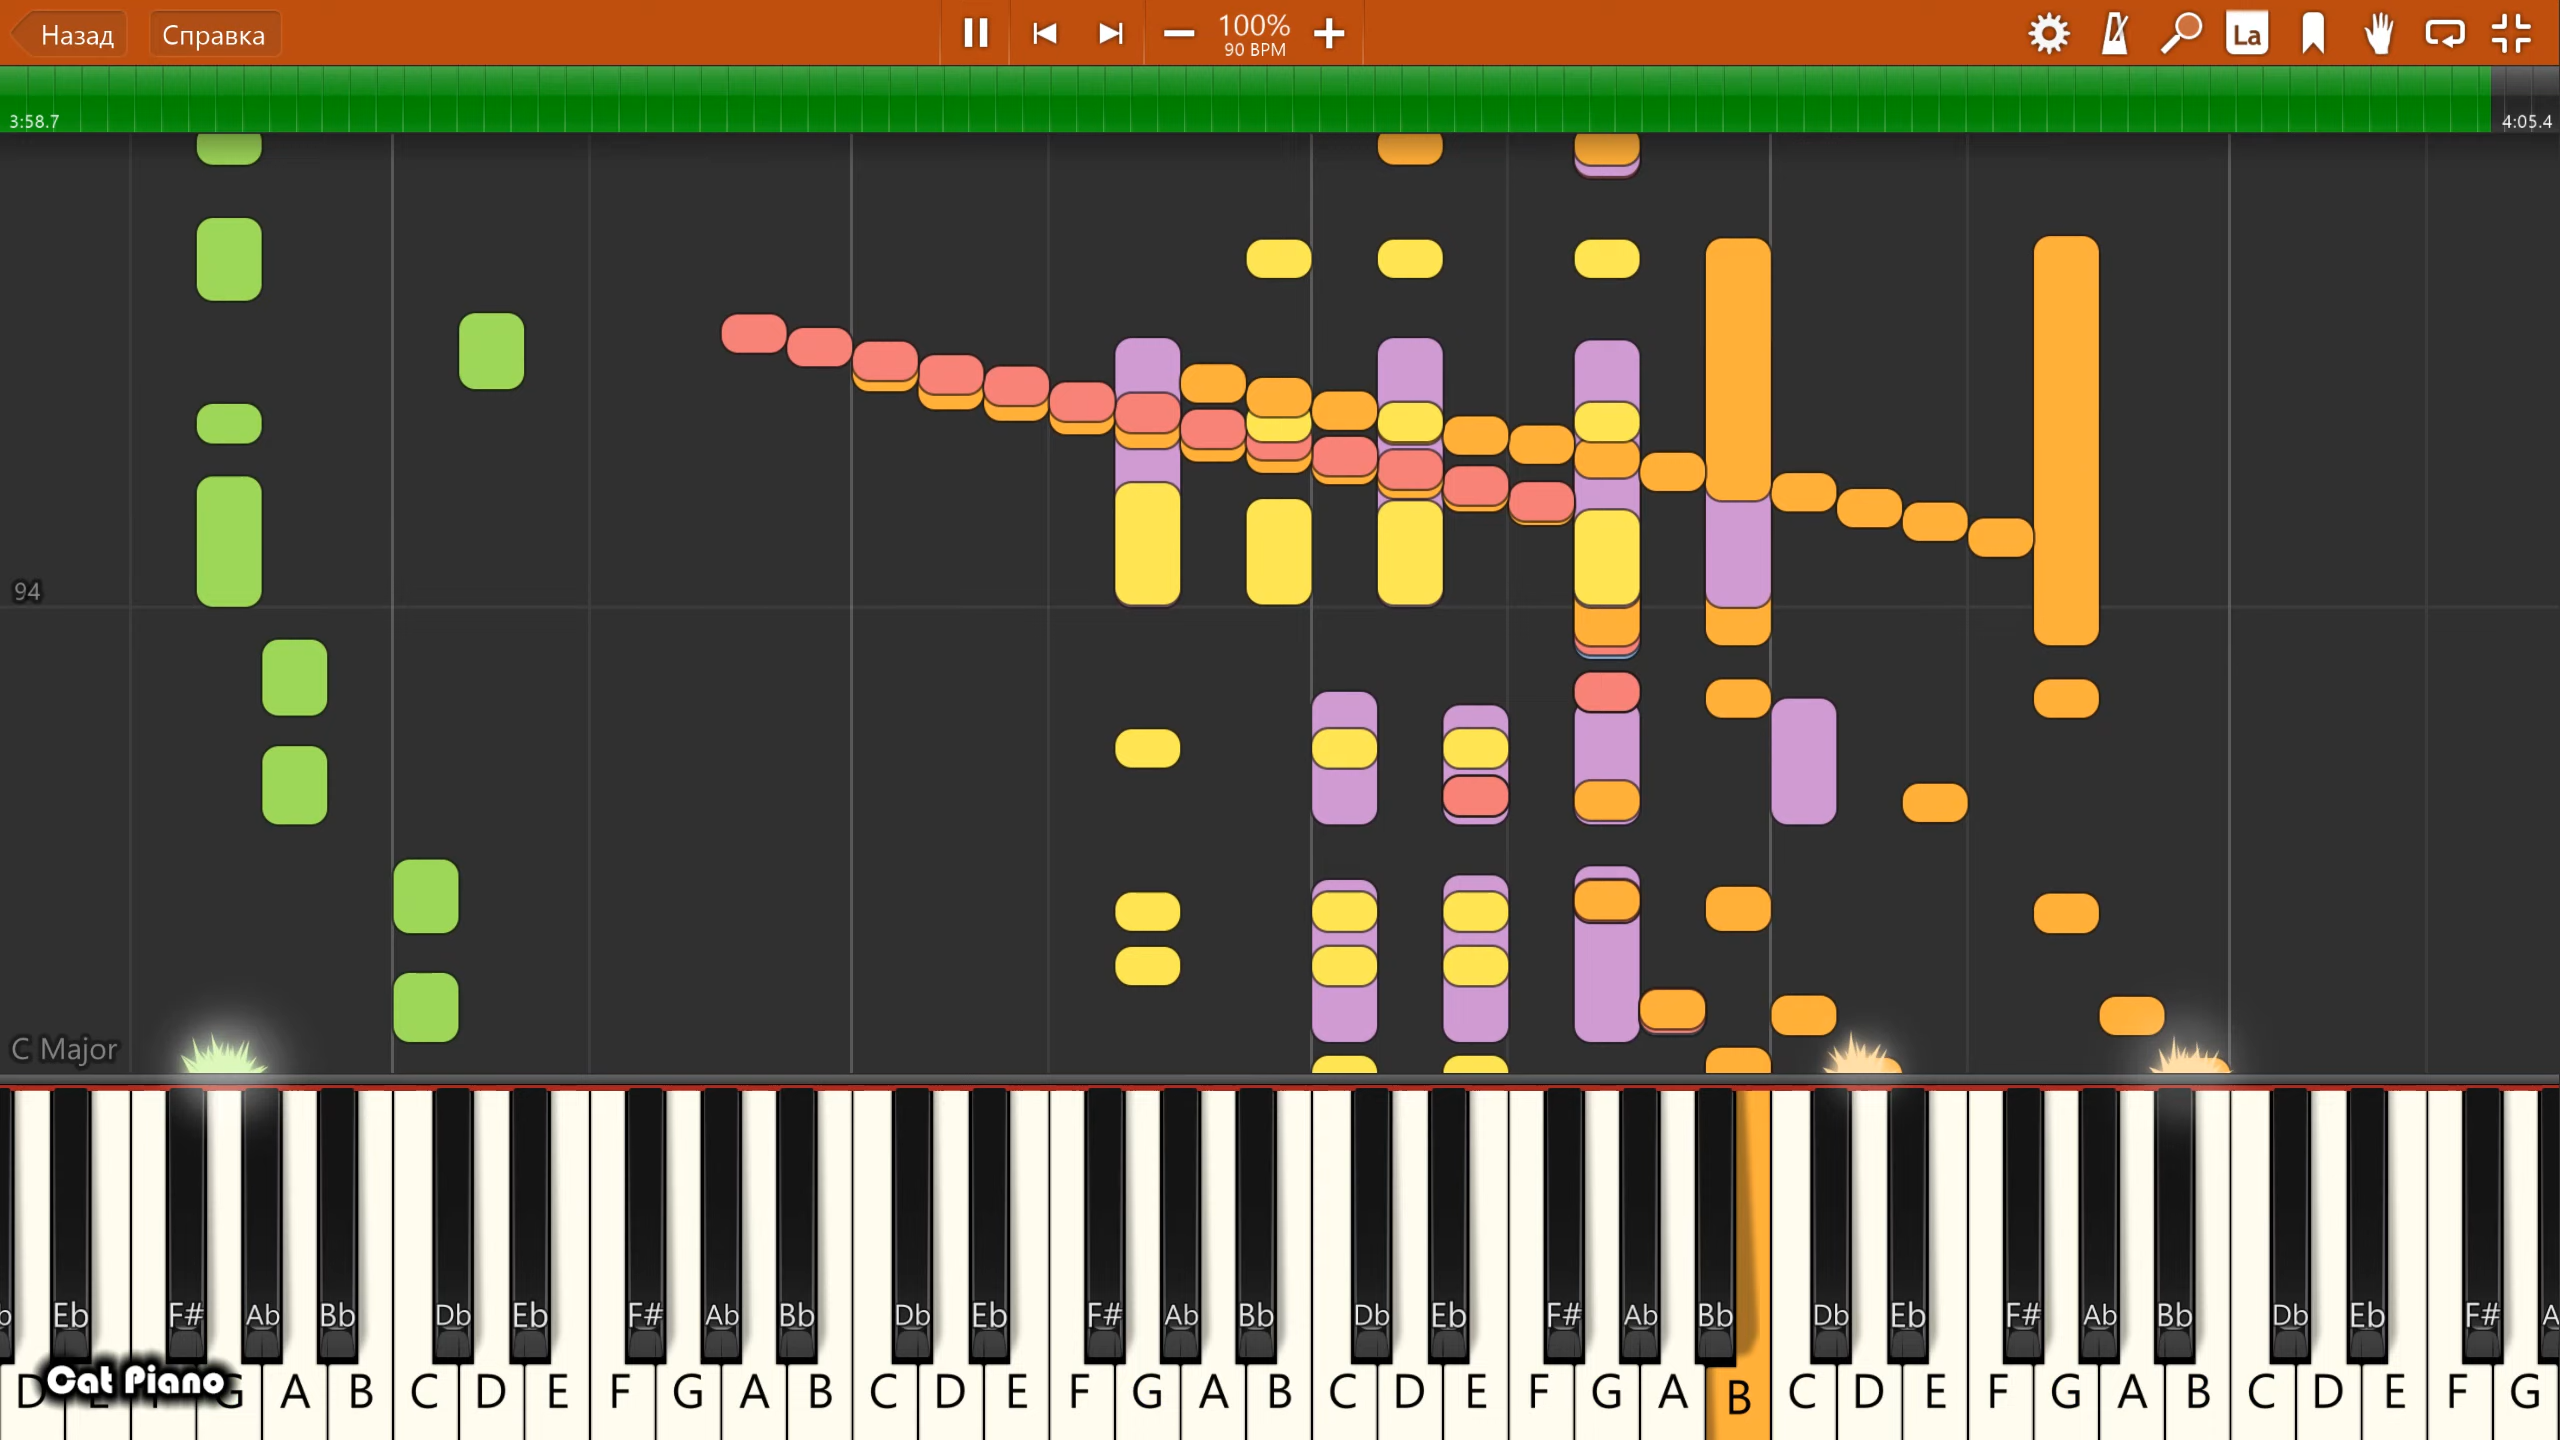 Назад Справка 100% La
90 BPM
3:58.7 4:05.4
94
C Major
b Eb F# Ab Bb Db Eb F# Ab Bb Db Eb F# Ab Bb Db Eb F# Ab Bb Db Eb F# Ab Bb Db Eb F# A
Cat Piano
D E F G A B C D E F G A B C D E F G A B C D E F G A B C D E F G A B C D E F G